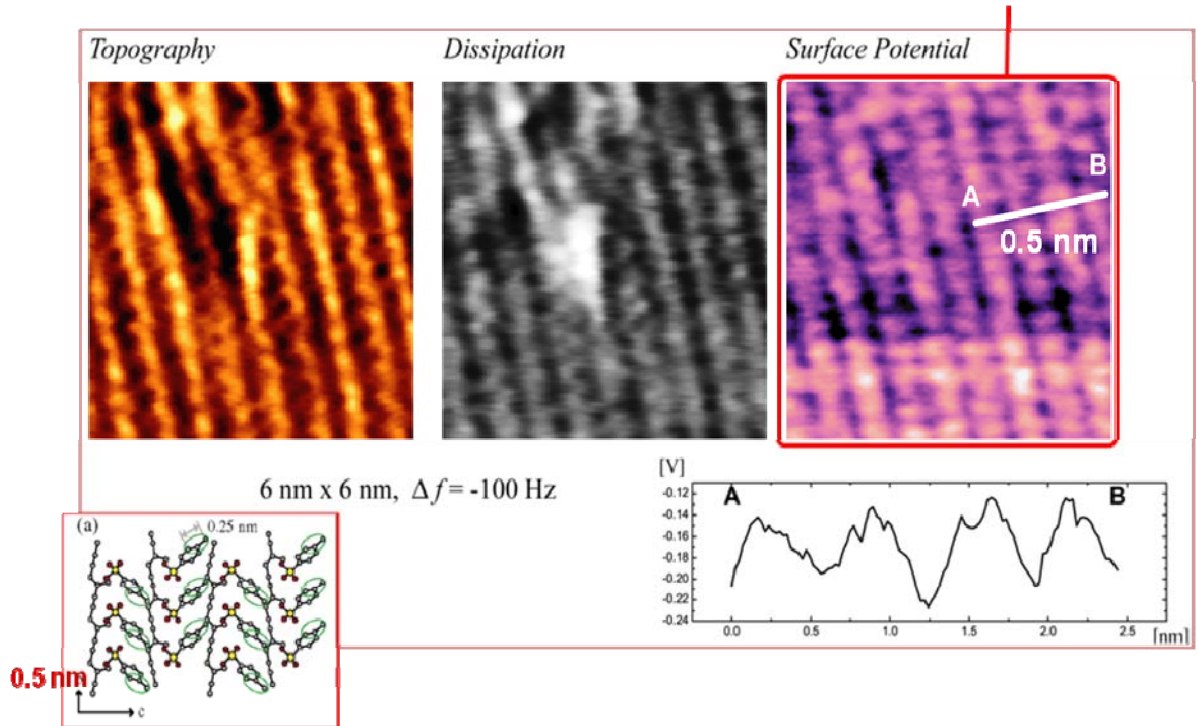 Topography
Dissipation
Surface Potential
A
B
0.5 nm
6 nm x 6 nm, Δf = -100 Hz
[V]
-0.12
-0.14
-0.16
-0.18
-0.20
-0.22
-0.24
A
B
0.0
0.5
1.0
1.5
2.0
2.5
[nm]
(a)
0.25 nm
0.5 nm
c